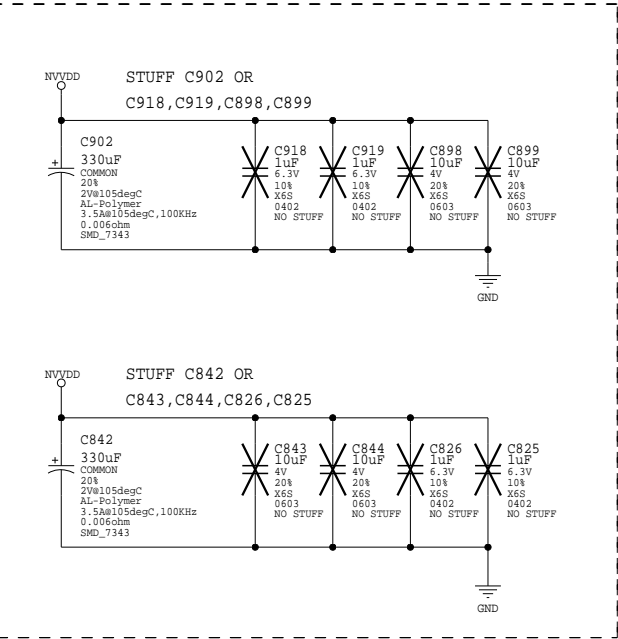 NVVDD
STUFF C902 OR
C918,C919,C898,C899
C902
330uF
COMMON
20%
2V@105degC
AL-Polymer
3.5A@105degC,100KHz
0.006ohm
SMD_7343
+
C918
1uF
6.3V
10%
X6S
0402
NO STUFF
C919
1uF
6.3V
10%
X6S
0402
NO STUFF
C898
10uF
4V
20%
X6S
0603
NO STUFF
C899
10uF
4V
20%
X6S
0603
NO STUFF
GND
NVVDD
STUFF C842 OR
C843,C844,C826,C825
C842
330uF
COMMON
20%
2V@105degC
AL-Polymer
3.5A@105degC,100KHz
0.006ohm
SMD_7343
+
C843
10uF
4V
20%
X6S
0603
NO STUFF
C844
10uF
4V
20%
X6S
0603
NO STUFF
C826
1uF
6.3V
10%
X6S
0402
NO STUFF
C825
1uF
6.3V
10%
X6S
0402
NO STUFF
GND